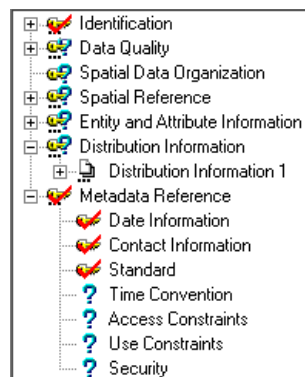 Identification
Data Quality
Spatial Data Organization
Spatial Reference
Entity and Attribute Information
Distribution Information
Distribution Information 1
Metadata Reference
Date Information
Contact Information
Standard
? Time Convention
? Access Constraints
? Use Constraints
? Security